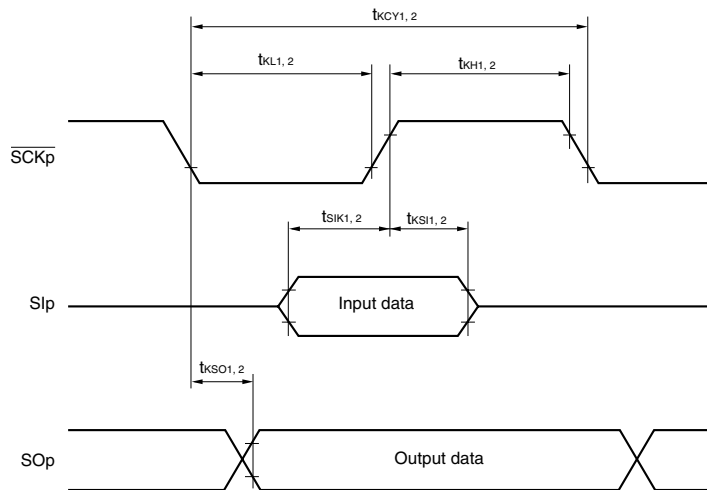 tKCY1, 2
tKL1, 2
tKH1, 2
SCKp
tSIK1, 2
tKSI1, 2
SIp
Input data
tKSO1, 2
SOp
Output data